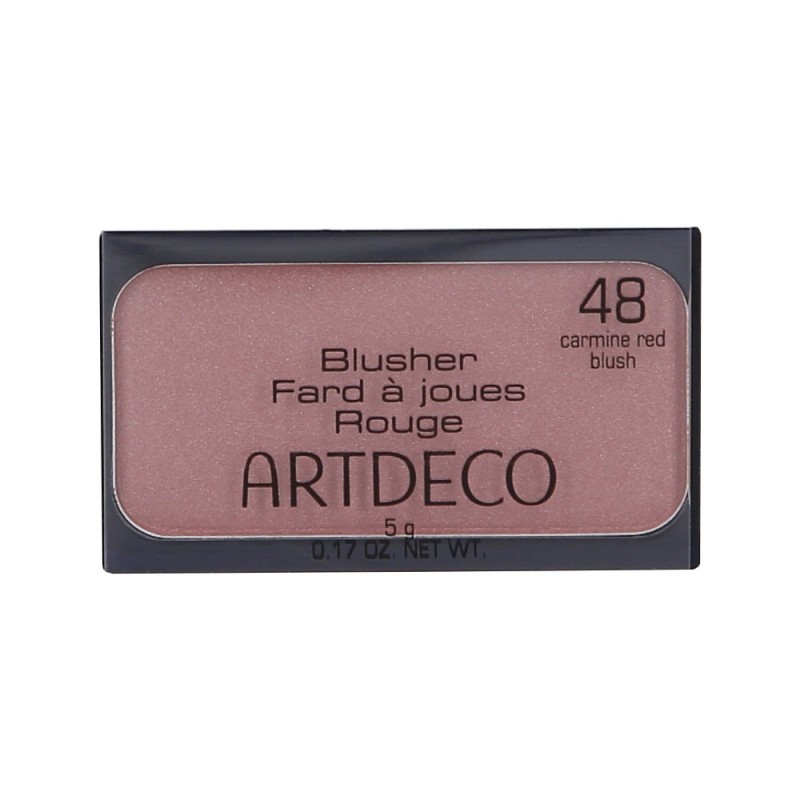 48
carmine red
blush
Blusher
Fard à joues
Rouge
ARTDECO
5 g
0.17 OZ. NET WT.